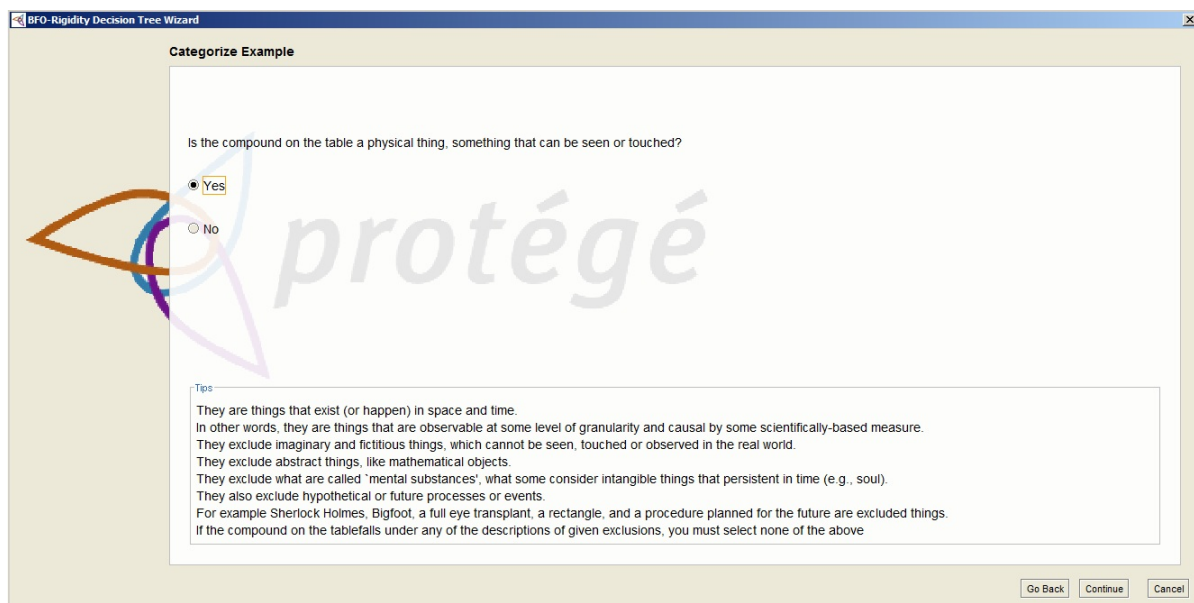 BFO-Rigidity Decision Tree Wizard
Categorize Example
Is the compound on the table a physical thing, something that can be seen or touched?
Yes
No
protégé
Tips
They are things that exist (or happen) in space and time.
In other words, they are things that are observable at some level of granularity and causal by some scientifically-based measure.
They exclude imaginary and fictitious things, which cannot be seen, touched or observed in the real world.
They exclude abstract things, like mathematical objects.
They exclude what are called `mental substances', what some consider intangible things that persistent in time (e.g., soul).
They also exclude hypothetical or future processes or events.
For example Sherlock Holmes, Bigfoot, a full eye transplant, a rectangle, and a procedure planned for the future are excluded things.
If the compound on the tablefalls under any of the descriptions of given exclusions, you must select none of the above
Go Back Continue Cancel